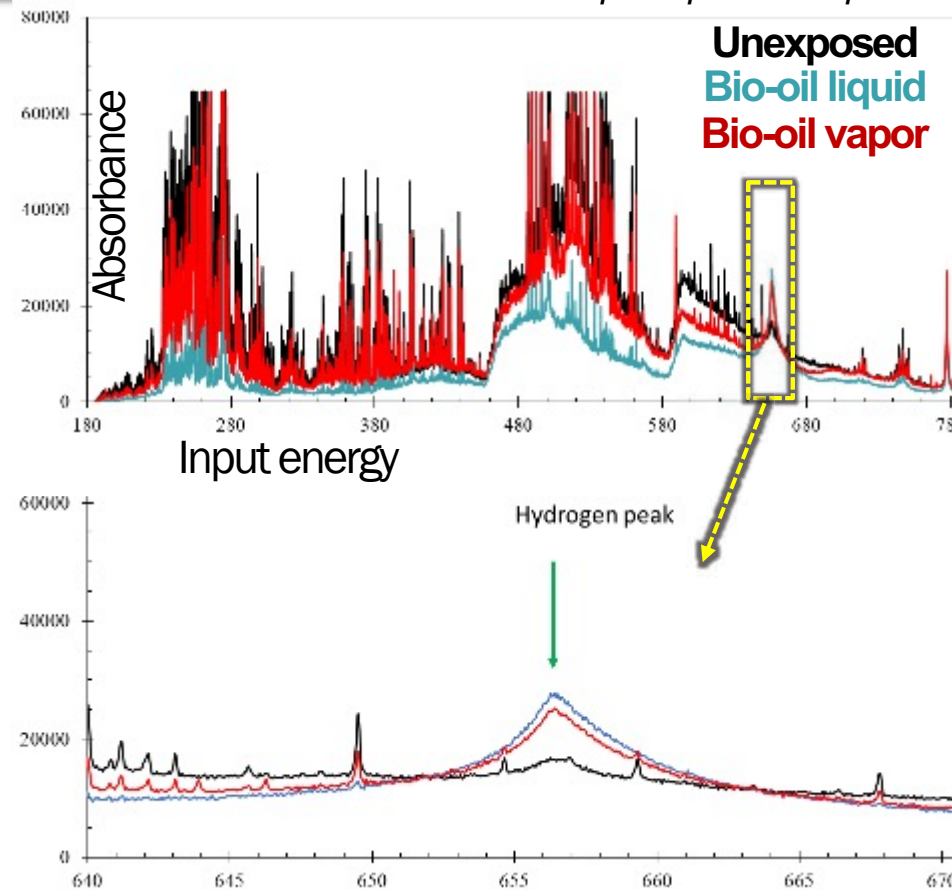 80000
Unexposed
Bio-oil liquid
Bio-oil vapor
60000
Absorbance
40000
20000
0
180 280 380 480 580 680
Input energy
60000
Hydrogen peak
40000
20000
0
640 645 650 655 660 665